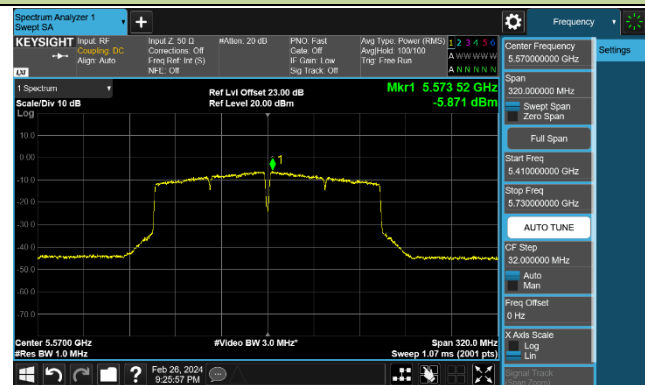 Spectrum Analyzer 1
Swept SA
Frequency
KEYSIGHT
Input: RF
Coupling: DC
Align: Auto
Input Z: 50 Ω
Corrections: Off
Freq Ref: Int (S)
NFE: Off
#Atten: 20 dB
PNO: Fast
Gate: Off
IF Gain: Low
Sig Track: Off
Avg Type: Power (RMS)
Avg|Hold: 100/100
Trig: Free Run
1 2 3 4 5 6
A W W W W W
A N N N N N
LXI
1 Spectrum
Scale/Div 10 dB
Log
Ref Lvl Offset 23.00 dB
Ref Level 20.00 dBm
Mkr1 5.573 52 GHz
-5.871 dBm
10.0
0.00
-10.0
-20.0
-30.0
-40.0
-50.0
-60.0
-70.0
1
Center 5.5700 GHz
#Res BW 1.0 MHz
#Video BW 3.0 MHz*
Span 320.0 MHz
Sweep 1.07 ms (2001 pts)
Feb 26, 2024
9:25:57 PM
Center Frequency
5.570000000 GHz
Settings
Span
320.000000 MHz
Swept Span
Zero Span
Full Span
Start Freq
5.410000000 GHz
Stop Freq
5.730000000 GHz
AUTO TUNE
CF Step
32.000000 MHz
Auto
Man
Freq Offset
0 Hz
X Axis Scale
Log
Lin
Signal Track
(Span Zoom)